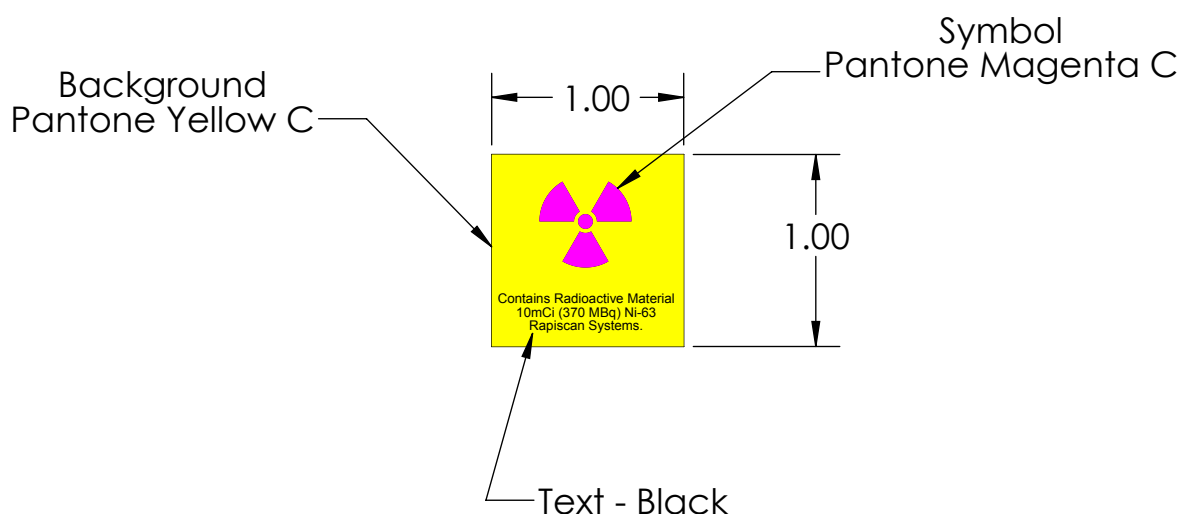 Symbol
Pantone Magenta C
Background
Pantone Yellow C
1.00
1.00
Contains Radioactive Material
10mCi (370 MBq) Ni-63
Rapiscan Systems.
Text - Black